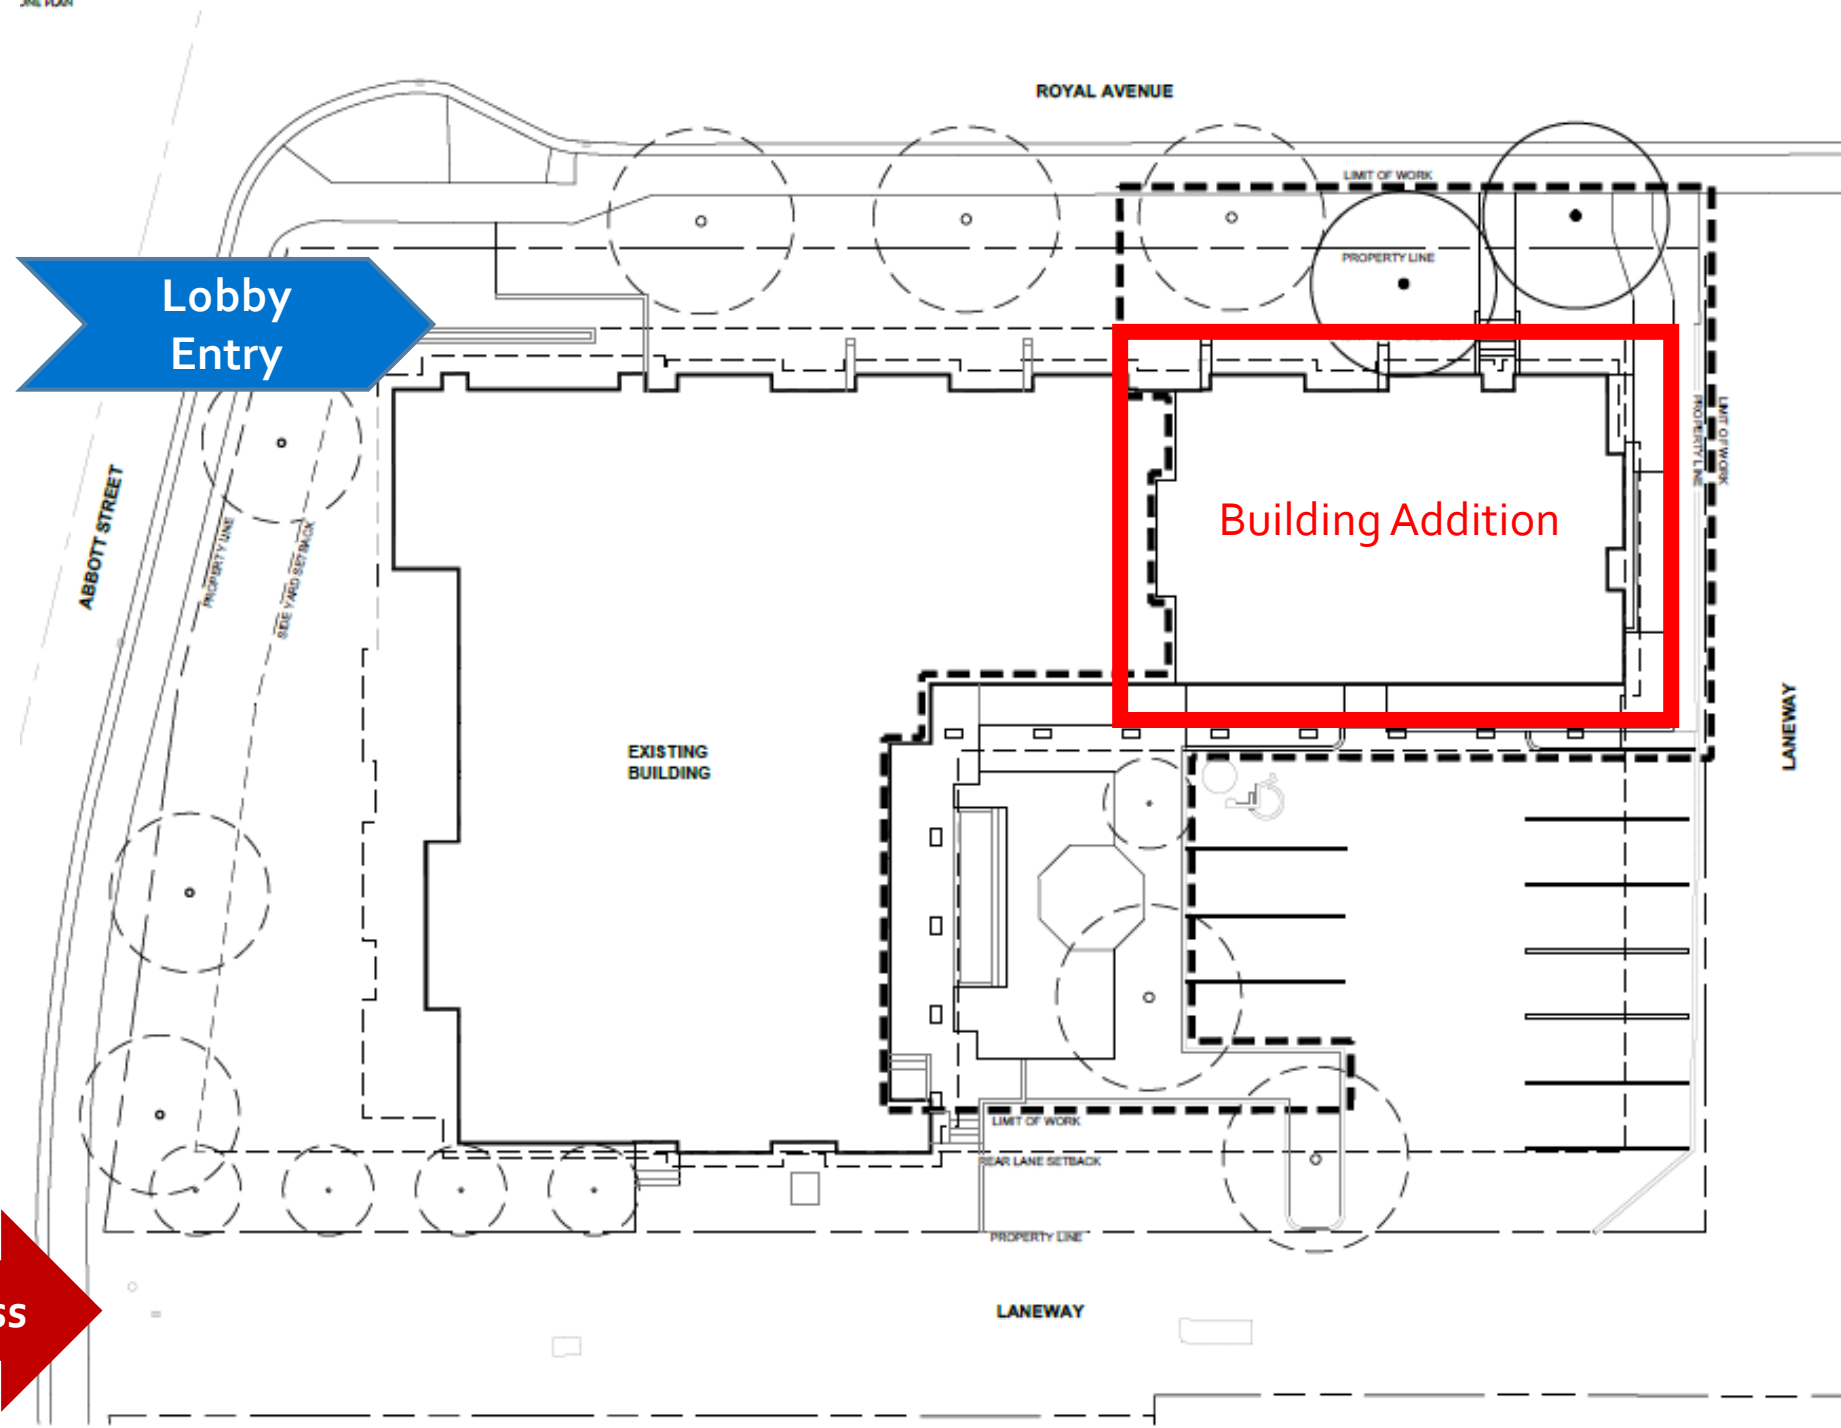 ROYAL AVENUE
LIMIT OF WORK
PROPERTY LINE
Lobby
Entry
LIMIT OF WORK
PROPERTY LINE
ABBOTT STREET
PROPERTY LINE
SIDE YARD SETBACK
Building Addition
EXISTING
BUILDING
LANEWAY
LIMIT OF WORK
REAR LANE SETBACK
PROPERTY LINE
LANEWAY